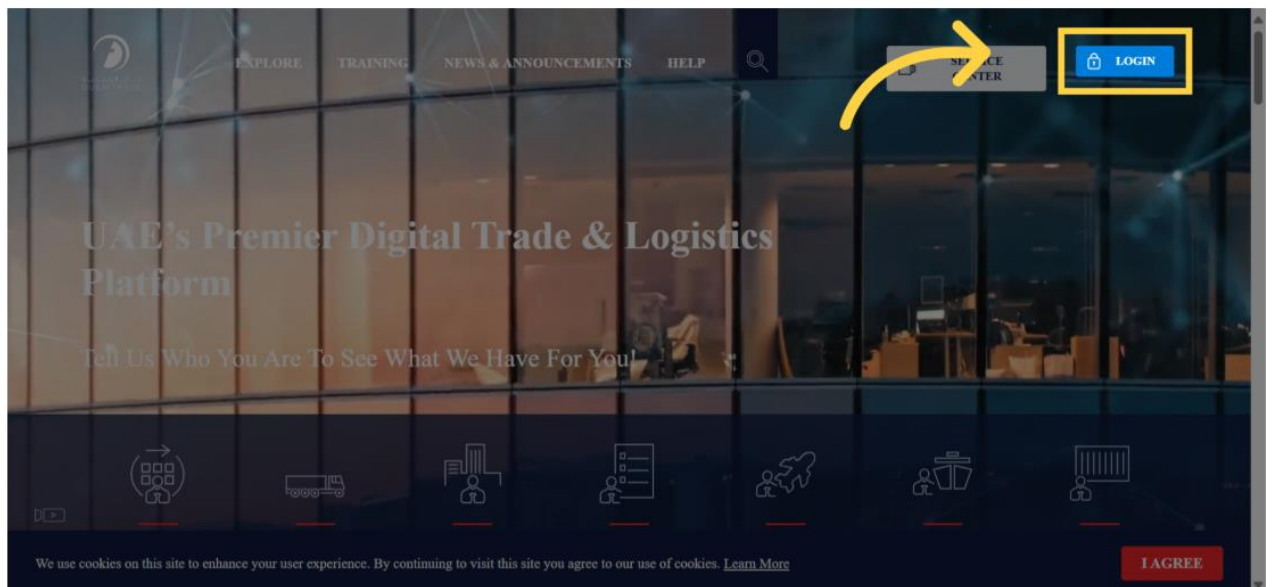 EXPLORE TRAINING NEWS & ANNOUNCEMENTS HELP
SERVICE
CENTER
LOGIN
UAE's Premier Digital Trade & Logistics
Platform
Tell Us Who You Are To See What We Have For You!
We use cookies on this site to enhance your user experience. By continuing to visit this site you agree to our use of cookies. Learn More
I AGREE